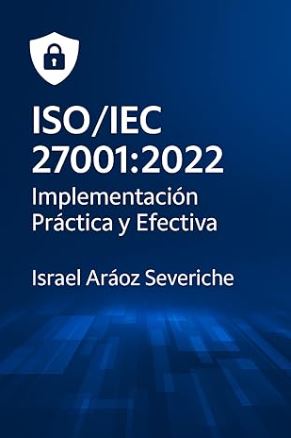 ISO/IEC
27001:2022
Implementación
Práctica y Efectiva
Israel Aráoz Severiche